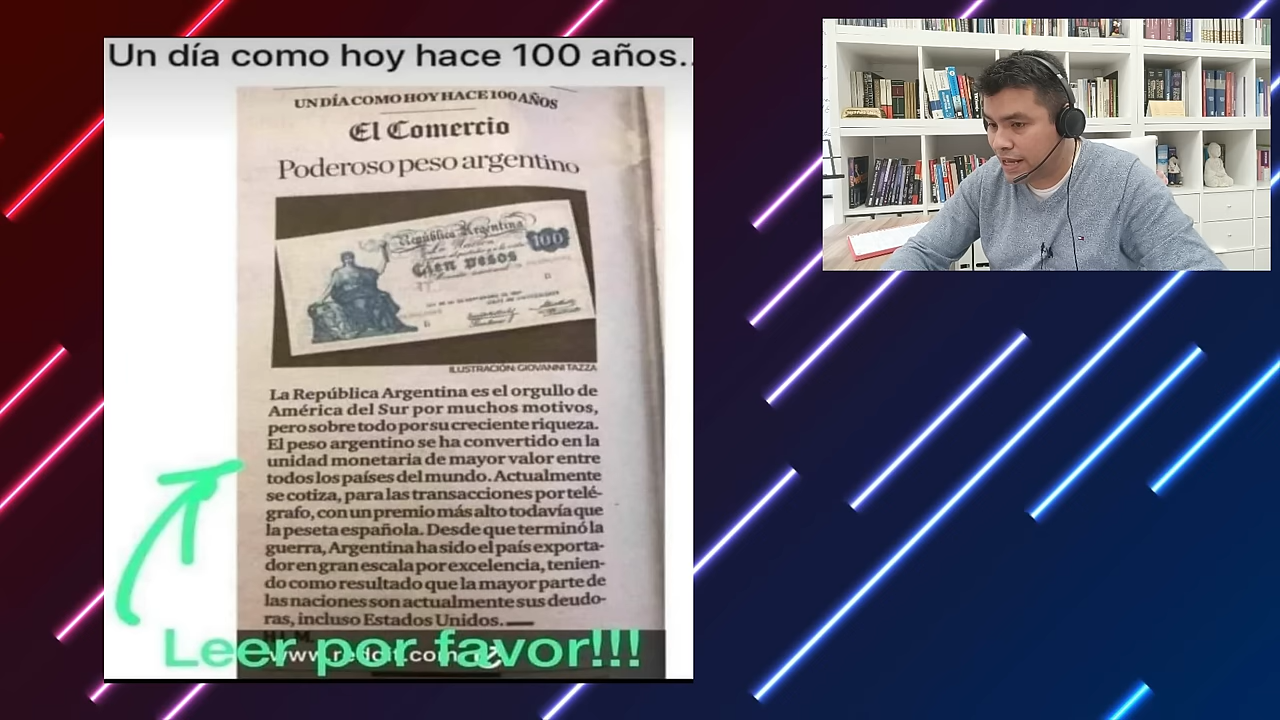 Un día como hoy hace 100 años..
UN DÍA COMO HOY HACE 100 AÑOS
El Comercio
Poderoso peso argentino
República Argentina
La Nación
100
Cien pesos
ILUSTRACIÓN: GIOVANNI TAZZA
La República Argentina es el orgullo de
América del Sur por muchos motivos,
pero sobre todo por su creciente riqueza.
El peso argentino se ha convertido en la
unidad monetaria de mayor valor entre
todos los países del mundo. Actualmente
se cotiza, para las transacciones por telé-
grafo, con un premio más alto todavía que
la peseta española. Desde que terminó la
guerra, Argentina ha sido el país exporta-
dor en gran escala por excelencia, tenien-
do como resultado que la mayor parte de
las naciones son actualmente sus deudo-
ras, incluso Estados Unidos.
H.L.M.
www.reddit.com
Leer por favor!!!